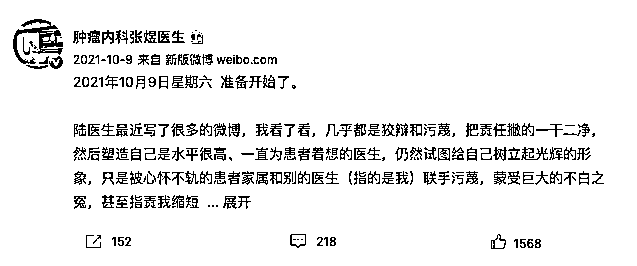 肿瘤内科张煜医生
2021-10-9 来自 新版微博 weibo.com
2021年10月9日星期六 准备开始了。
陆医生最近写了很多的微博，我看了看，几乎都是狡辩和污蔑，把责任撇的一干二净，
然后塑造自己是水平很高、一直为患者着想的医生，仍然试图给自己树立起光辉的形
象，只是被心怀不轨的患者家属和别的医生（指的是我）联手污蔑，蒙受巨大的不白之
冤，甚至指责我缩短 ... 展开
152 218 1568